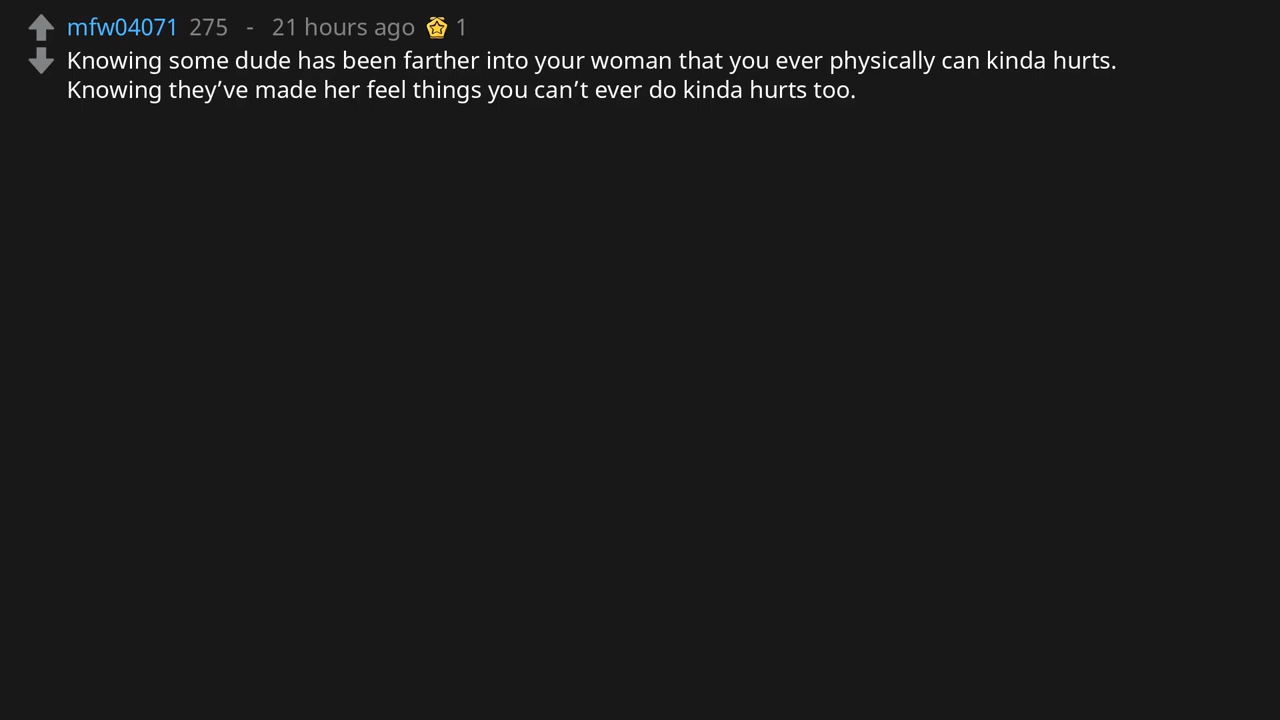 mfw04071 275 - 21 hours ago 1
Knowing some dude has been farther into your woman that you ever physically can kinda hurts.
Knowing they’ve made her feel things you can’t ever do kinda hurts too.